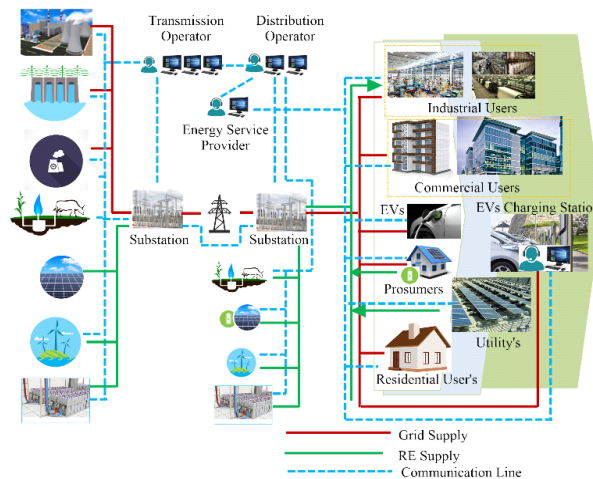 Transmission
Operator
Distribution
Operator
Energy Service
Provider
Industrial Users
Commercial Users
EVs
EVs Charging Statio
Substation
Substation
Prosumers
Utility's
Residential User's
Grid Supply
RE Supply
Communication Line